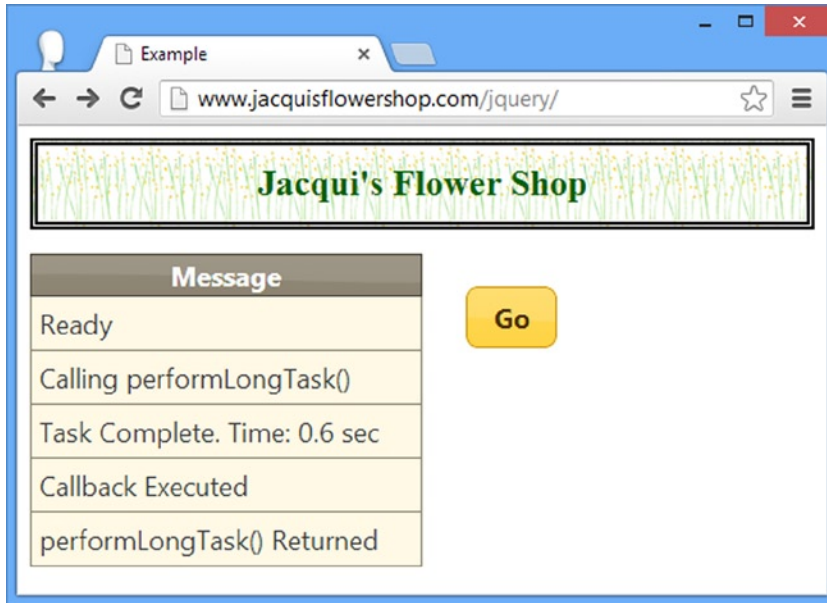 Example
www.jacquisflowershop.com/jquery/
Jacqui's Flower Shop
Message
Ready
Calling performLongTask()
Task Complete. Time: 0.6 sec
Callback Executed
performLongTask() Returned
Go